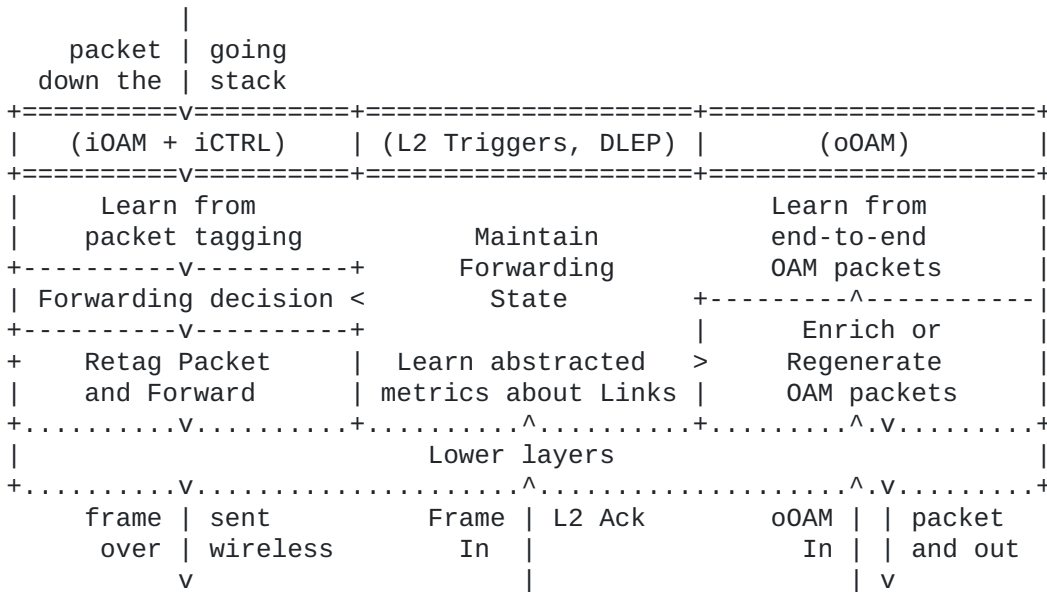 |
     packet | going
   down the | stack
+==========v==========+=====================+=====================+
|    (iOAM + iCTRL)    | (L2 Triggers, DLEP) |       (oOAM)        |
+==========v==========+=====================+=====================+
|     Learn from                                 Learn from       |
|    packet tagging           Maintain           end-to-end       |
+----------v----------+      Forwarding          OAM packets      |
| Forwarding decision <        State        +---------^-----------|
+----------v----------+                     |      Enrich or      |
+    Retag Packet     |  Learn abstracted   >     Regenerate      |
|    and Forward      | metrics about Links |     OAM packets     |
+..........v..........+..........^..........+.........^.v.........+
|                          Lower layers                           |
+..........v.....................^....................^.v.........+
     frame | sent          Frame | L2 Ack        oOAM | | packet
      over | wireless         In |                 In | | and out
           v                     |                    | v